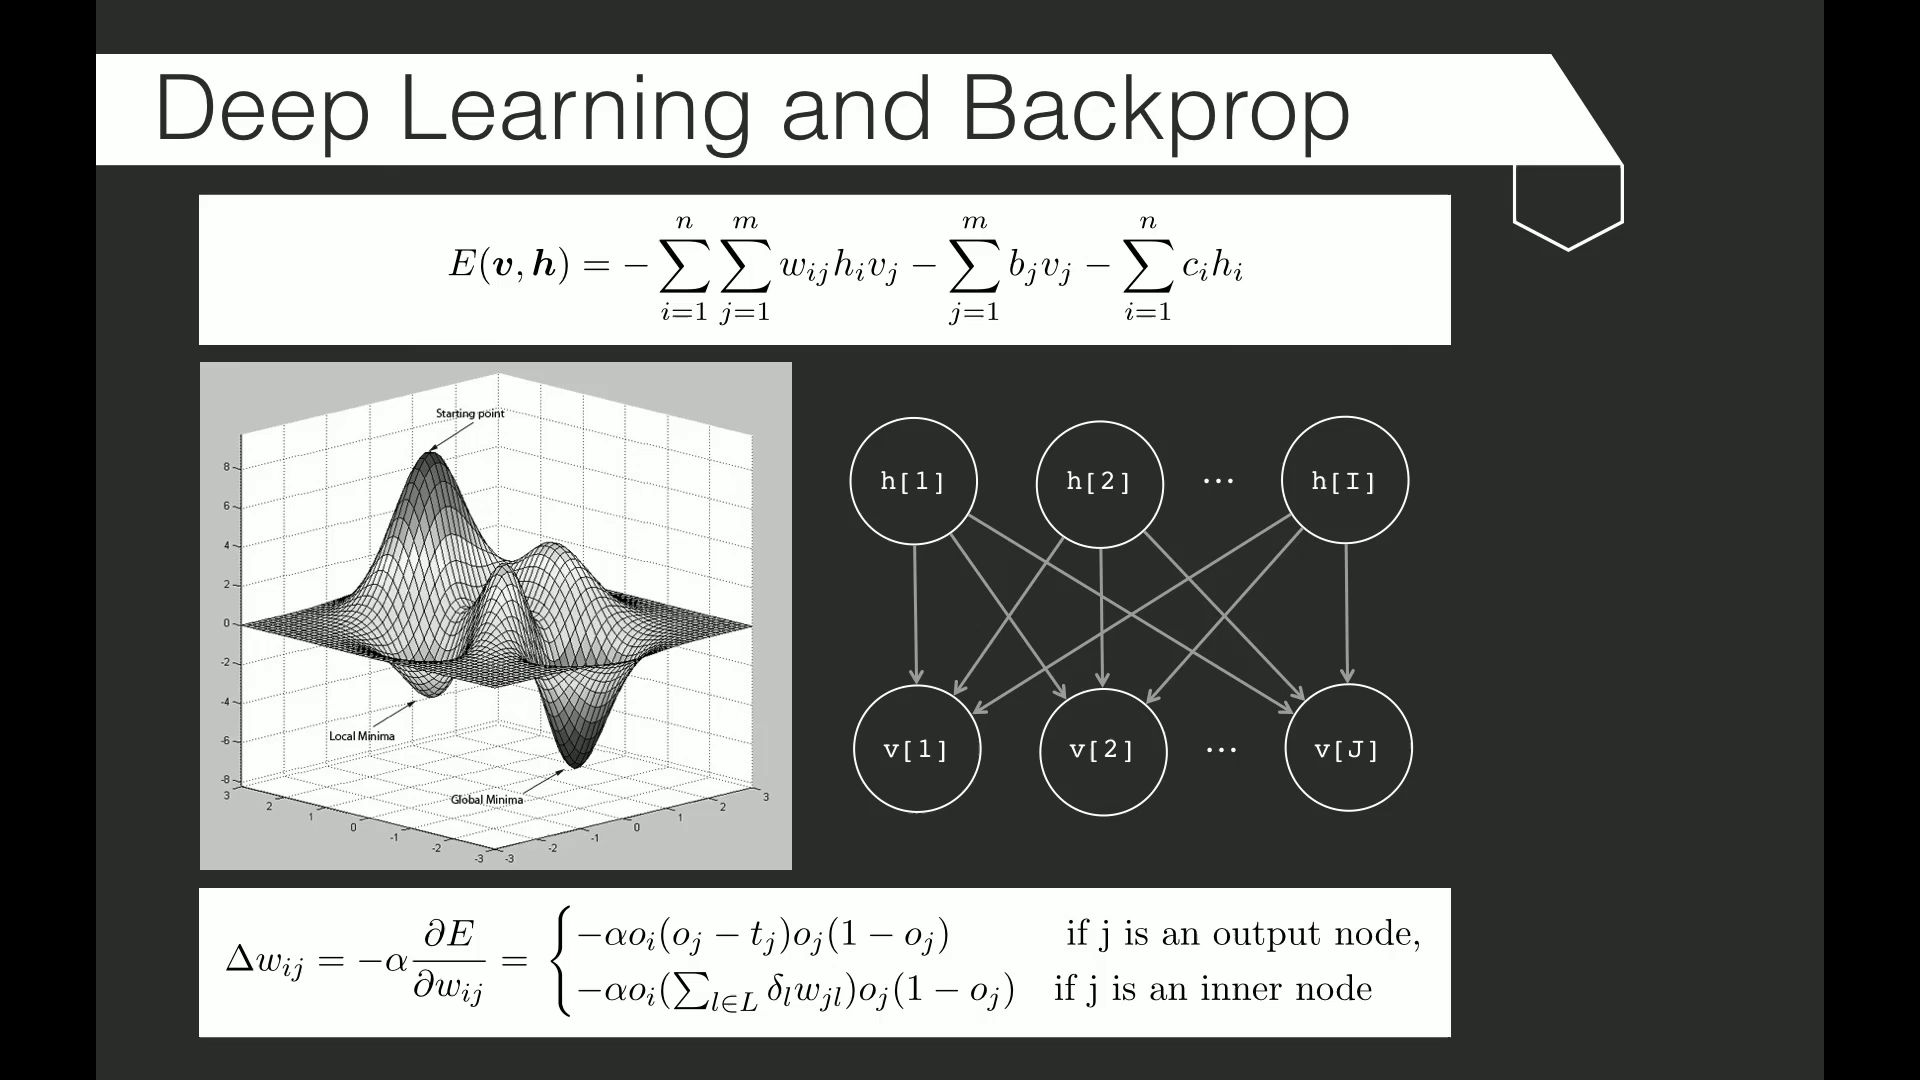 Deep Learning and Backprop
E(v, h) = − ∑_{i=1}^{n} ∑_{j=1}^{m} w_{ij} h_i v_j − ∑_{j=1}^{m} b_j v_j − ∑_{i=1}^{n} c_i h_i
Starting point
8
6
4
2
0
-2
-4
-6
-8
Local Minima
Global Minima
3 2 1 0 -1 -2 -3
-3 -2 -1 0 1 2 3
h[1] h[2] ... h[I]
v[1] v[2] ... v[J]
Δw_{ij} = −α ∂E/∂w_{ij} = { −αo_i(o_j − t_j)o_j(1 − o_j) if j is an output node,
−αo_i(∑_{l∈L} δ_l w_{jl})o_j(1 − o_j) if j is an inner node